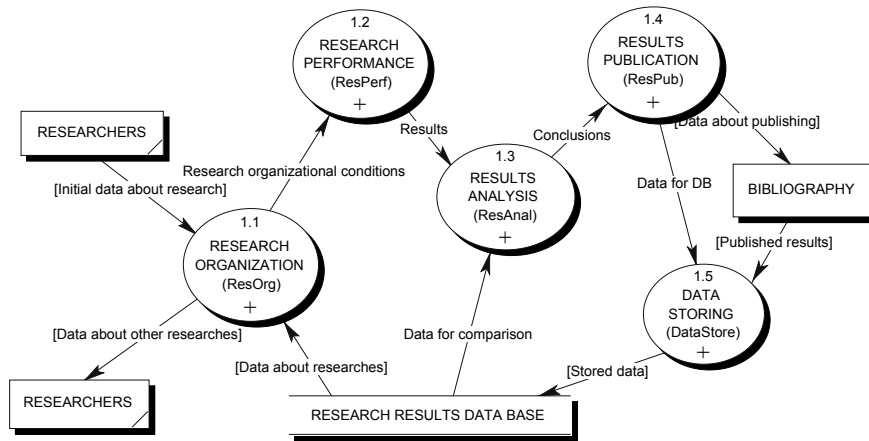 1.2
RESEARCH
PERFORMANCE
(ResPerf)
+
1.4
RESULTS
PUBLICATION
(ResPub)
+
RESEARCHERS
Results
Conclusions
[Data about publishing]
Research organizational conditions
1.3
RESULTS
ANALYSIS
(ResAnal)
+
[Initial data about research]
Data for DB
BIBLIOGRAPHY
1.1
RESEARCH
ORGANIZATION
(ResOrg)
+
[Published results]
1.5
DATA
STORING
(DataStore)
+
[Data about other researches]
Data for comparison
[Data about researches]
[Stored data]
RESEARCHERS
RESEARCH RESULTS DATA BASE